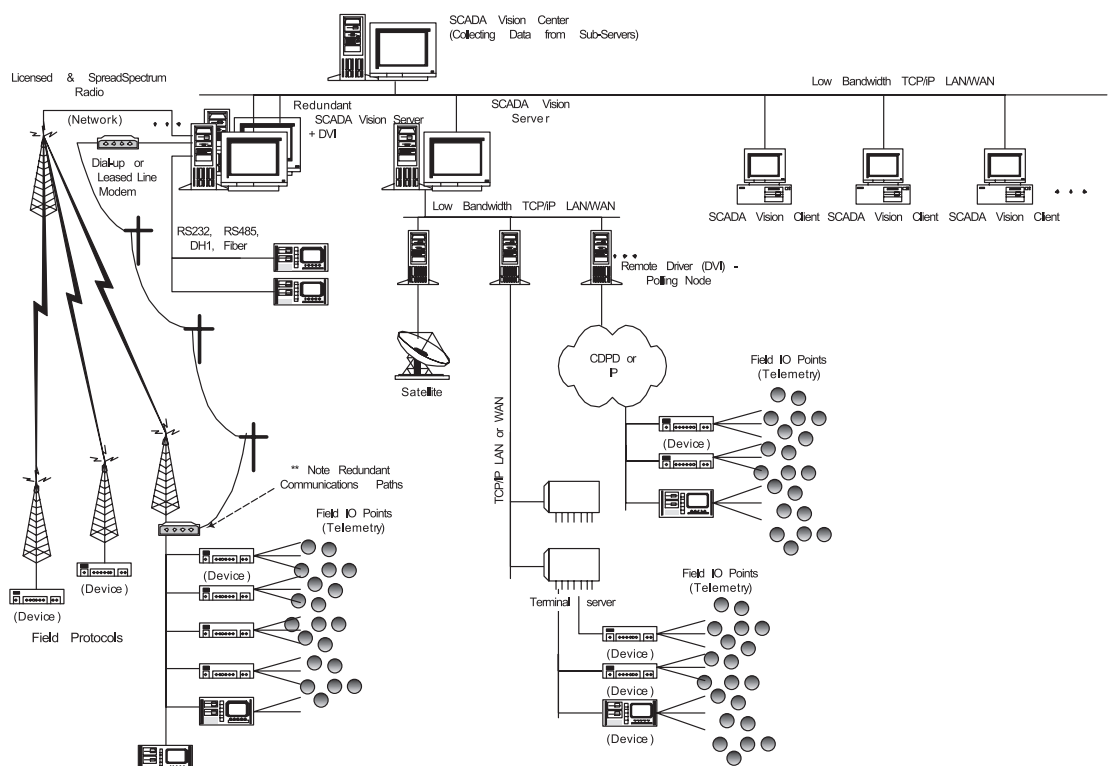 SCADA Vision Center
(Collecting Data from Sub-Servers)
Licensed & SpreadSpectrum
Radio
Low Bandwidth TCP/iP LAN/WAN
(Network)
Redundant
SCADA Vision Server
+ DVI
SCADA Vision
Server
Dial-up or
Leased Line
Modem
SCADA Vision Client
SCADA Vision Client
SCADA Vision Client
Low Bandwidth TCP/iP LAN/WAN
RS232, RS485,
DH1, Fiber
Remote Driver (DVI) -
Polling Node
CDPD or
IP
Satellite
Field IO Points
(Telemetry)
(Device)
TCP/IP LAN or WAN
** Note Redundant
Communications Paths
Field IO Points
(Telemetry)
(Device)
(Device)
(Device)
Field Protocols
Field IO Points
(Telemetry)
Terminal server
(Device)
(Device)
(Device)